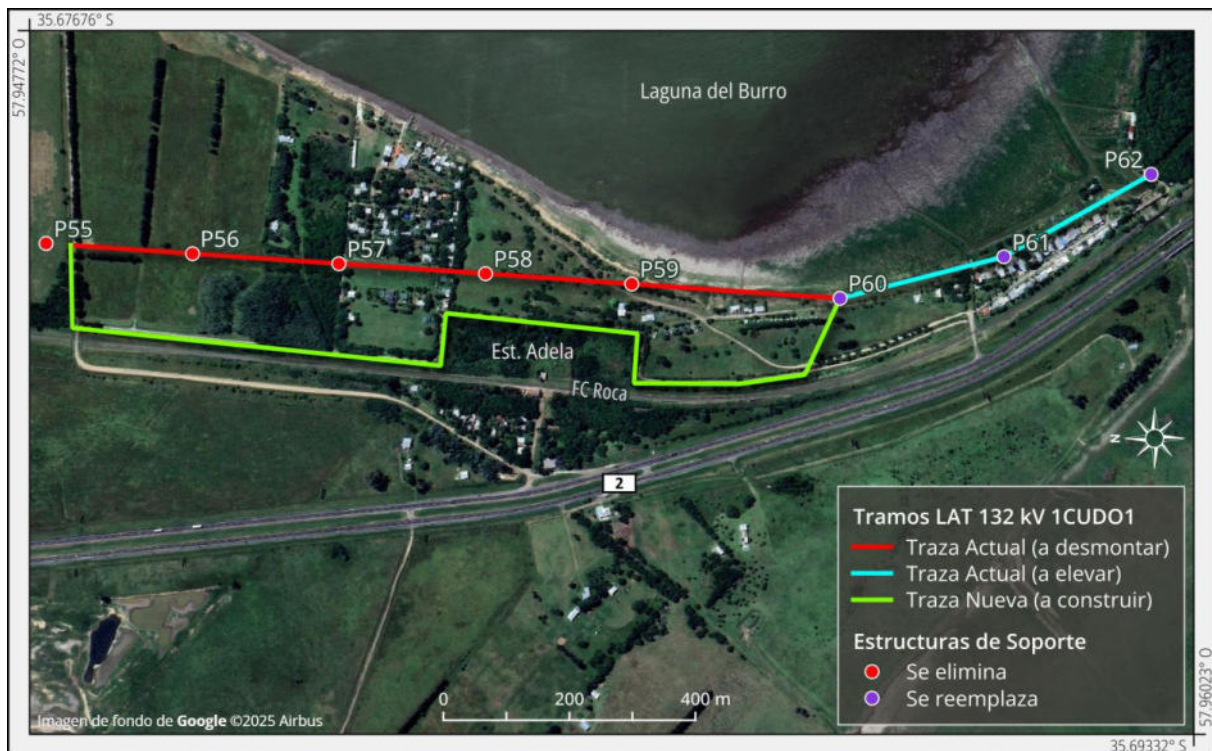 35.67676° S
57.94772° O
Laguna del Burro
P62
P55
P56
P57
P58
P59
P60
P61
Est. Adela
FC Roca
N
2
Tramos LAT 132 kV 1CUDO1
Traza Actual (a desmontar)
Traza Actual (a elevar)
Traza Nueva (a construir)
Estructuras de Soporte
Se elimina
Se reemplaza
0 200 400 m
Imagen de fondo de Google ©2025 Airbus
57.96023° O
35.69332° S